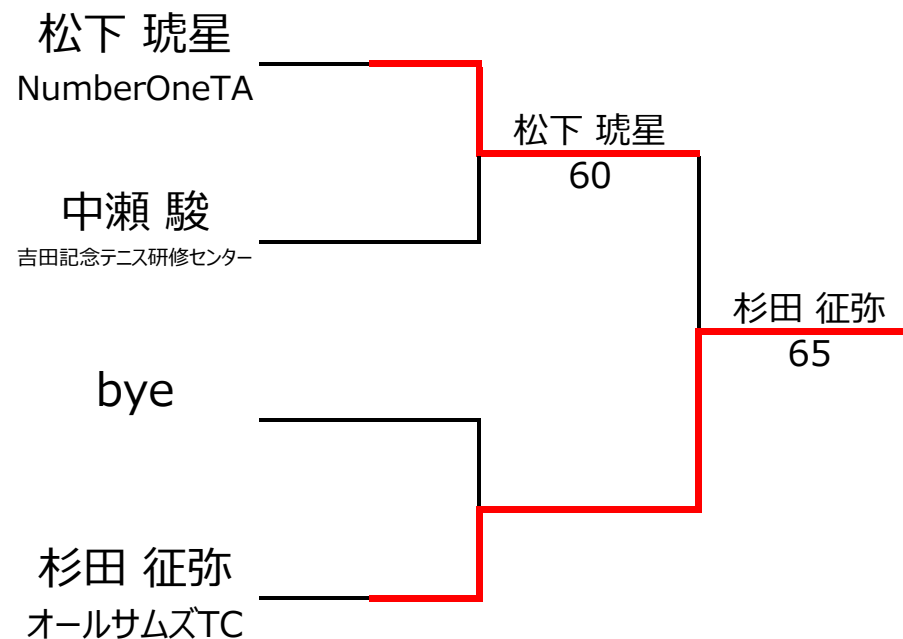 松下 琥星
NumberOneTA
松下 琥星
60
中瀬 駿
吉田記念テニス研修センター
杉田 征弥
65
bye
杉田 征弥
オールサムズTC